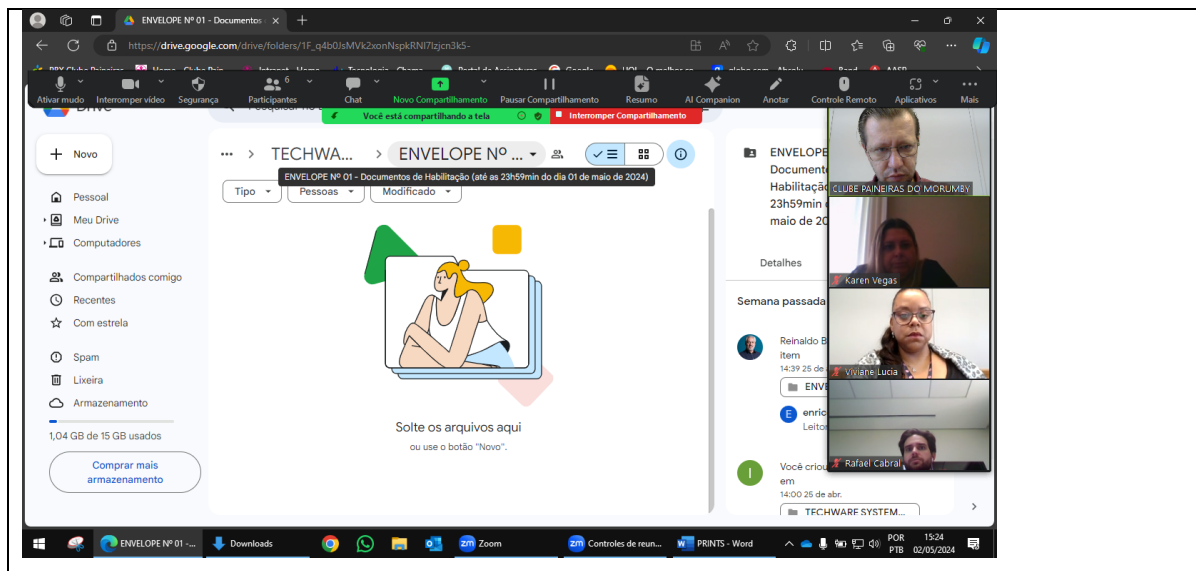 ENVELOPE Nº 01 - Documentos
https://drive.google.com/drive/folders/1F_q4b0JsMVk2xonNspkRNI7Izjcn3k5-
Ativar mudo
Interromper vídeo
Segurança
Participantes
6
Chat
Novo Compartilhamento
Pausar Compartilhamento
Resumo
AI Companion
Anotar
Controle Remoto
Aplicativos
Mais
Você está compartilhando a tela
Interromper Compartilhamento
Drive
Novo
Pessoal
Meu Drive
Computadores
Compartilhados comigo
Recentes
Com estrela
Spam
Lixeira
Armazenamento
1,04 GB de 15 GB usados
Comprar mais
armazenamento
TECHWA...
ENVELOPE Nº ...
ENVELOPE Nº 01 - Documentos de Habilitação (até as 23h59min do dia 01 de maio de 2024)
Tipo
Pessoas
Modificado
Solte os arquivos aqui
ou use o botão "Novo".
ENVELOPE
Document
Habilitaçã
23h59min
maio de 20
Detalhes
Semana passada
Reinaldo B
item
14:39 25 de
ENVE
E
enric
Leitor
I
Você criou
em
14:00 25 de abr.
TECHWARE SYSTEM...
CLUBE PAINEIRAS DO MORUMBY
Karen Vegas
Viviane Lucia
Rafael Cabral
ENVELOPE Nº 01 -...
Downloads
Zoom
Controles de reun...
PRINTS - Word
POR
PTB
15:24
02/05/2024